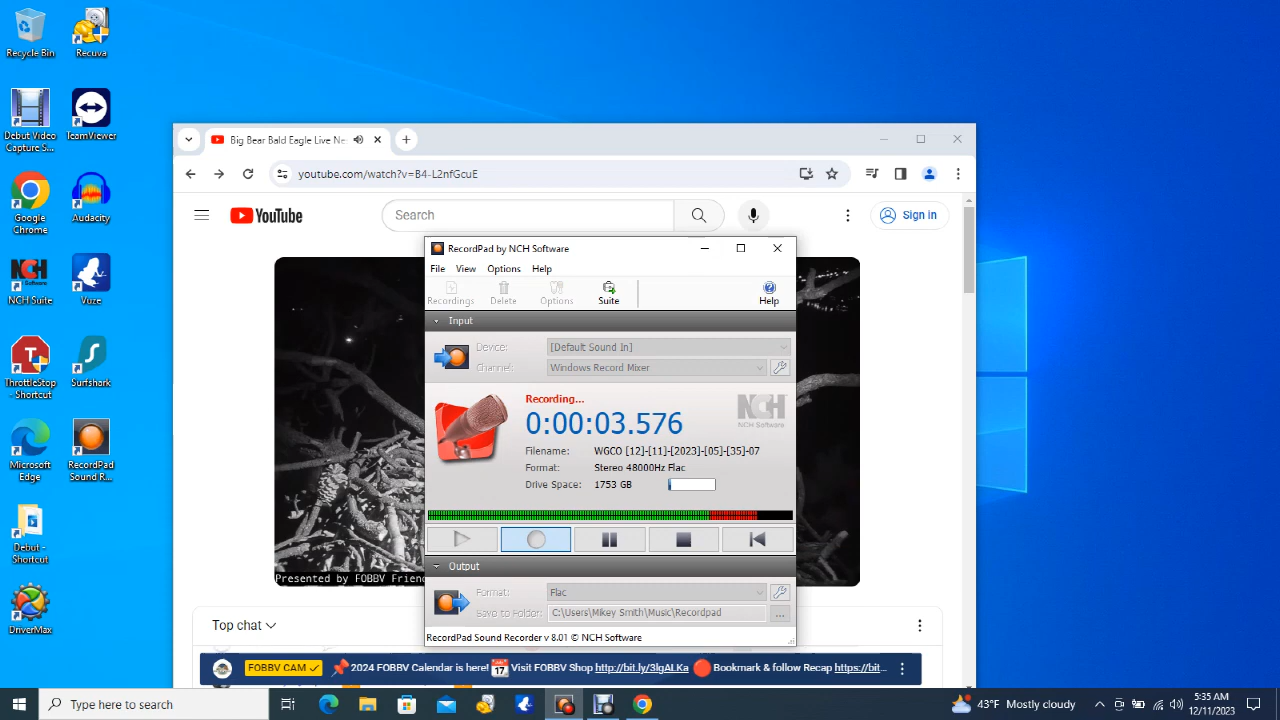 Recycle Bin
Recuva
Debut Video
Capture S...
TeamViewer
Google
Chrome
Audacity
NCH Suite
Vuze
ThrottleStop
- Shortcut
Surfshark
Microsoft
Edge
RecordPad
Sound R...
Debut -
Shortcut
DriverMax
Big Bear Bald Eagle Live Ne
youtube.com/watch?v=B4-L2nfGcuE
YouTube
Search
Sign in
RecordPad by NCH Software
File View Options Help
Recordings Delete Options Suite Help
Input
Device: [Default Sound In]
Channel: Windows Record Mixer
Recording...
0:00:03.576
NCH
NCH Software
Filename: WGCO [12]-[11]-[2023]-[05]-[35]-07
Format: Stereo 48000Hz Flac
Drive Space: 1753 GB
Output
Format: Flac
Save to Folder: C:\Users\Mikey Smith\Music\Recordpad
...
RecordPad Sound Recorder v 8.01 © NCH Software
Presented by FOBBV Frien
Top chat
FOBBV CAM ✓ 📌2024 FOBBV Calendar is here! 📅 Visit FOBBV Shop http://bit.ly/3lgALKa 🔴 Bookmark & follow Recap https://bit...
Type here to search
43°F Mostly cloudy
5:35 AM
12/11/2023